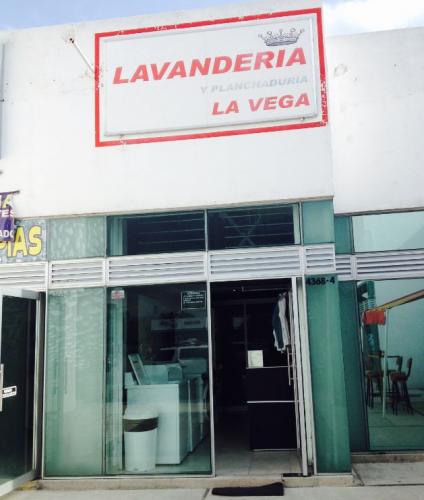 LAVANDERIA
Y PLANCHADURIA
LA VEGA
PIAS
4368-4